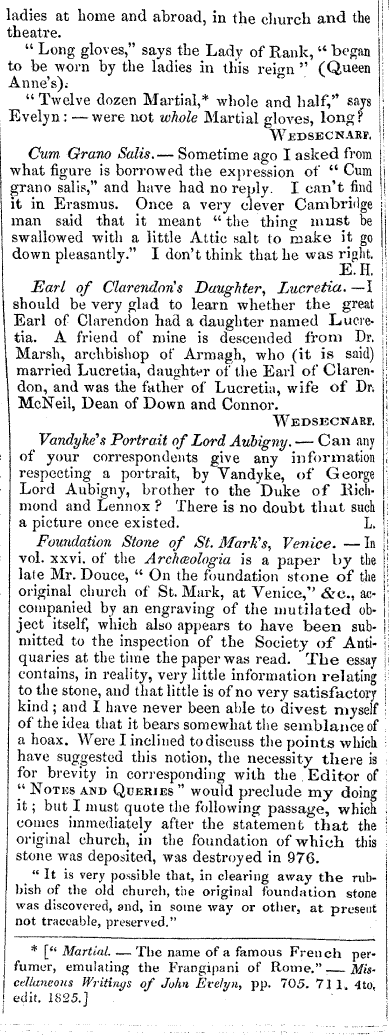 ladies at home and abroad, in the church and the
theatre.
“Long gloves,” says the Lady of Rank, “began
to be worn by the ladies in this reign” (Queen
Anne's).
“Twelve dozen Martial,* whole and half,” says
Evelyn: — were not whole Martial gloves, long?
WEDSECNARF.
Cum Grano Salis. — Sometime ago I asked from
what figure is borrowed the expression of “Cum
grano salis,” and have had no reply. I can't find
it in Erasmus. Once a very clever Cambridge
man said that it meant “the thing must be
swallowed with a little Attic salt to make it go
down pleasantly.” I don't think that he was right.
E. H.
Earl of Clarendon's Daughter, Lucretia. — I
should be very glad to learn whether the great
Earl of Clarendon had a daughter named Lucre-
tia. A friend of mine is descended from Dr.
Marsh, archbishop of Armagh, who (it is said)
married Lucretia, daughter of the Earl of Claren-
don, and was the father of Lucretia, wife of Dr.
McNeil, Dean of Down and Connor.
WEDSECNARF.
Vandyke's Portrait of Lord Aubigny. — Can any
of your correspondents give any information
respecting a portrait, by Vandyke, of George
Lord Aubigny, brother to the Duke of Rich-
mond and Lennox? There is no doubt that such
a picture once existed. L.
Foundation Stone of St. Mark's, Venice. — In
vol. xxvi. of the Archæologia is a paper by the
late Mr. Douce, “On the foundation stone of the
original church of St. Mark, at Venice,” &c., ac-
companied by an engraving of the mutilated ob-
ject itself, which also appears to have been sub-
mitted to the inspection of the Society of Anti-
quaries at the time the paper was read. The essay
contains, in reality, very little information relating
to the stone, and that little is of no very satisfactory
kind; and I have never been able to divest myself
of the idea that it bears somewhat the semblance of
a hoax. Were I inclined to discuss the points which
have suggested this notion, the necessity there is
for brevity in corresponding with the Editor of
“NOTES AND QUERIES” would preclude my doing
it; but I must quote the following passage, which
comes immediately after the statement that the
original church, in the foundation of which this
stone was deposited, was destroyed in 976.
“It is very possible that, in clearing away the rub-
bish of the old church, the original foundation stone
was discovered, and, in some way or other, at present
not traceable, preserved.”
* [“Martial. — The name of a famous French per-
fumer, emulating the Frangipani of Rome.” — Mis-
cellaneous Writings of John Evelyn, pp. 705. 711. 4to,
edit. 1825.]